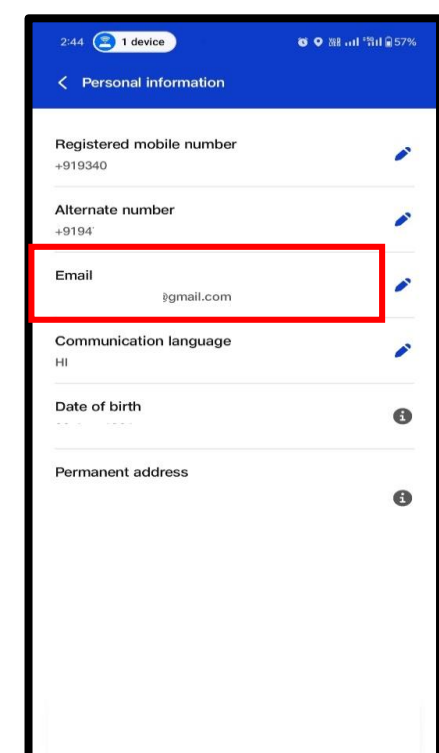 2:44 1 device 57%
Personal information
Registered mobile number
+919340
Alternate number
+9194
Email
@gmail.com
Communication language
HI
Date of birth
Permanent address